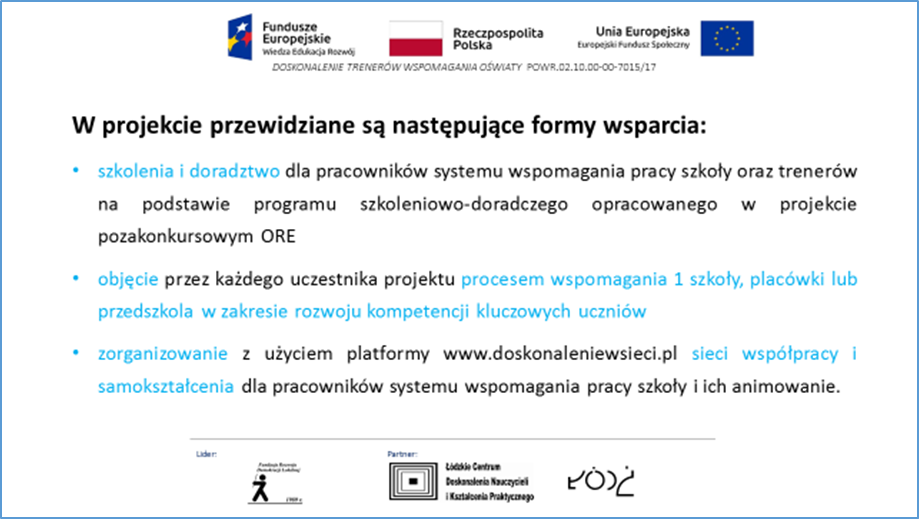 Fundusze
Europejskie
Wiedza Edukacja Rozwój
Rzeczpospolita
Polska
Unia Europejska
Europejski Fundusz Społeczny
DOSKONALENIE TRENERÓW WSPOMAGANIA OŚWIATY POWR.02.10.00-00-7015/17
W projekcie przewidziane są następujące formy wsparcia:
• szkolenia i doradztwo dla pracowników systemu wspomagania pracy szkoły oraz trenerów
na podstawie programu szkoleniowo-doradczego opracowanego w projekcie
pozakonkursowym ORE
• objęcie przez każdego uczestnika projektu procesem wspomagania 1 szkoły, placówki lub
przedszkola w zakresie rozwoju kompetencji kluczowych uczniów
• zorganizowanie z użyciem platformy www.doskonaleniewsieci.pl sieci współpracy i
samokształcenia dla pracowników systemu wspomagania pracy szkoły i ich animowanie.
Lider:
Partner:
Fundacja Rozwoju
Demokracji Lokalnej
1989 r.
Łódzkie Centrum
Doskonalenia Nauczycieli
i Kształcenia Praktycznego
ŁÓDŹ